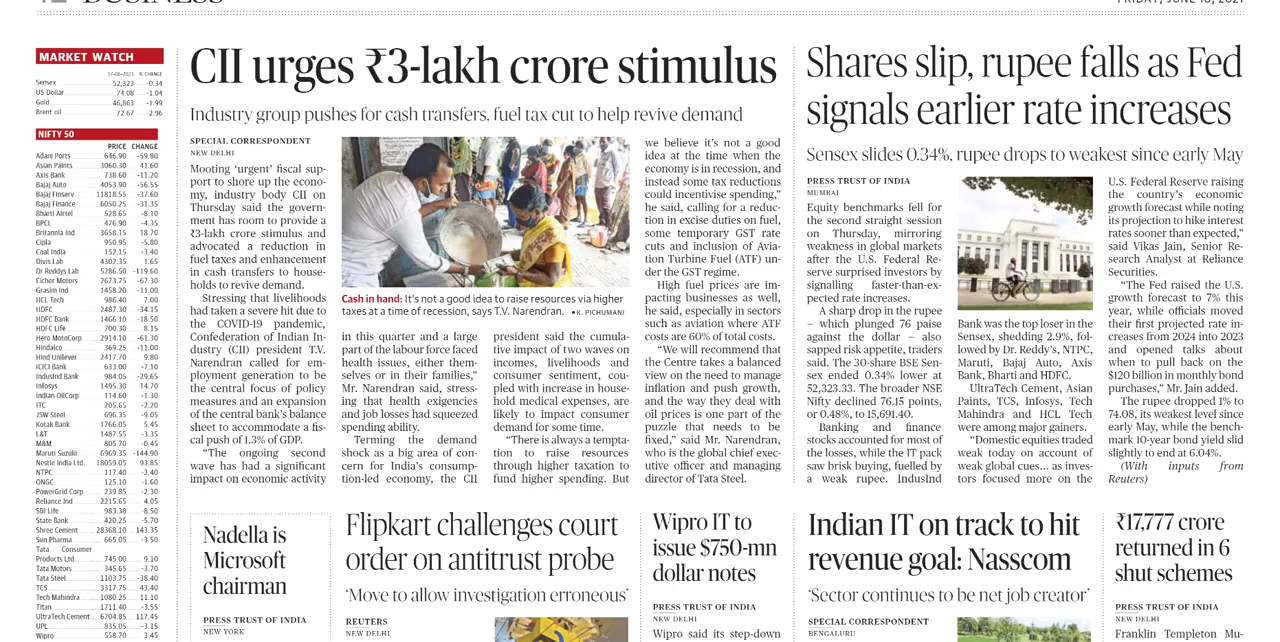 BUSINESS
FRIDAY, JUNE 18, 2021
MARKET WATCH
17-06-2021 % CHANGE
Sensex 52,323 -0.34
US Dollar 74.08 -1.04
Gold 46,863 -1.99
Brent oil 72.67 -2.96
NIFTY 50
PRICE CHANGE
Adani Ports 646.90 -59.80
Asian Paints 3060.30 41.60
Axis Bank 738.60 -11.20
Bajaj Auto 4053.90 -56.55
Bajaj Finserv 11818.55 -37.60
Bajaj Finance 6050.25 -31.35
Bharti Airtel 528.65 -8.10
BPCL 476.90 -4.35
Britannia Ind 3658.15 18.70
Cipla 950.95 -5.80
Coal India 152.15 -3.40
Divis Lab 4302.35 1.65
Dr Reddys Lab 5286.50 -119.60
Eicher Motors 2673.75 -67.30
Grasim Ind 1458.20 -11.00
HCL Tech 986.40 7.00
HDFC 2487.30 -34.15
HDFC Bank 1466.10 -18.50
HDFC Life 700.30 8.15
Hero MotoCorp 2914.10 -61.30
Hindalco 369.25 -11.00
Hind Unilever 2417.70 9.80
ICICI Bank 633.00 -7.10
IndusInd Bank 984.05 -29.65
Infosys 1495.30 14.70
Indian OilCorp 114.60 -1.30
ITC 205.65 -2.20
JSW Steel 696.35 -9.05
Kotak Bank 1766.05 5.45
L&T 1487.55 -3.35
M&M 805.70 -0.45
Maruti Suzuki 6969.35 -144.90
Nestle India Ltd. 18059.05 93.85
NTPC 117.40 -2.40
ONGC 125.10 -1.60
PowerGrid Corp 239.85 -2.30
Reliance Ind 2215.65 4.05
SBI Life 983.30 -8.50
State Bank 420.25 -5.70
Shree Cement 28368.10 143.35
Sun Pharma 665.05 -3.50
Tata Consumer
Products Ltd. 745.00 9.10
Tata Motors 345.65 -3.70
Tata Steel 1103.75 -38.40
TCS 3317.75 43.40
Tech Mahindra 1080.25 11.10
Titan 1711.40 -3.55
UltraTech Cement 6704.85 117.45
UPL 835.05 -3.15
Wipro 558.70 3.45
CII urges ₹3-lakh crore stimulus
Industry group pushes for cash transfers, fuel tax cut to help revive demand
SPECIAL CORRESPONDENT
NEW DELHI
Mooting ‘urgent’ fiscal sup-
port to shore up the econo-
my, industry body CII on
Thursday said the govern-
ment has room to provide a
₹3-lakh crore stimulus and
advocated a reduction in
fuel taxes and enhancement
in cash transfers to house-
holds to revive demand.
Stressing that livelihoods
had taken a severe hit due to
the COVID-19 pandemic,
Confederation of Indian In-
dustry (CII) president T.V.
Narendran called for em-
ployment generation to be
the central focus of policy
measures and an expansion
of the central bank’s balance
sheet to accommodate a fis-
cal push of 1.3% of GDP.
“The ongoing second
wave has had a significant
impact on economic activity
Cash in hand: It’s not a good idea to raise resources via higher
taxes at a time of recession, says T.V. Narendran. ▪K. PICHUMANI
in this quarter and a large
part of the labour force faced
health issues, either them-
selves or in their families,”
Mr. Narendran said, stress-
ing that health exigencies
and job losses had squeezed
spending ability.
Terming the demand
shock as a big area of con-
cern for India’s consump-
tion-led economy, the CII
president said the cumula-
tive impact of two waves on
incomes, livelihoods and
consumer sentiment, cou-
pled with increase in house-
hold medical expenses, are
likely to impact consumer
demand for some time.
“There is always a tempta-
tion to raise resources
through higher taxation to
fund higher spending. But
we believe it’s not a good
idea at the time when the
economy is in recession, and
instead some tax reductions
could incentivise spending,”
he said, calling for a reduc-
tion in excise duties on fuel,
some temporary GST rate
cuts and inclusion of Avia-
tion Turbine Fuel (ATF) un-
der the GST regime.
High fuel prices are im-
pacting businesses as well,
he said, especially in sectors
such as aviation where ATF
costs are 60% of total costs.
“We will recommend that
the Centre takes a balanced
view on the need to manage
inflation and push growth,
and the way they deal with
oil prices is one part of the
puzzle that needs to be
fixed,” said Mr. Narendran,
who is the global chief exec-
utive officer and managing
director of Tata Steel.
Shares slip, rupee falls as Fed
signals earlier rate increases
Sensex slides 0.34%, rupee drops to weakest since early May
PRESS TRUST OF INDIA
MUMBAI
Equity benchmarks fell for
the second straight session
on Thursday, mirroring
weakness in global markets
after the U.S. Federal Re-
serve surprised investors by
signalling faster-than-ex-
pected rate increases.
A sharp drop in the rupee
– which plunged 76 paise
against the dollar – also
sapped risk appetite, traders
said. The 30-share BSE Sen-
sex ended 0.34% lower at
52,323.33. The broader NSE
Nifty declined 76.15 points,
or 0.48%, to 15,691.40.
Banking and finance
stocks accounted for most of
the losses, while the IT pack
saw brisk buying, fuelled by
a weak rupee. IndusInd
Bank was the top loser in the
Sensex, shedding 2.9%, fol-
lowed by Dr. Reddy’s, NTPC,
Maruti, Bajaj Auto, Axis
Bank, Bharti and HDFC.
UltraTech Cement, Asian
Paints, TCS, Infosys, Tech
Mahindra and HCL Tech
were among major gainers.
“Domestic equities traded
weak today on account of
weak global cues... as inves-
tors focused more on the
U.S. Federal Reserve raising
the country’s economic
growth forecast while noting
its projection to hike interest
rates sooner than expected,”
said Vikas Jain, Senior Re-
search Analyst at Reliance
Securities.
“The Fed raised the U.S.
growth forecast to 7% this
year, while officials moved
their first projected rate in-
creases from 2024 into 2023
and opened talks about
when to pull back on the
$120 billion in monthly bond
purchases,” Mr. Jain added.
The rupee dropped 1% to
74.08, its weakest level since
early May, while the bench-
mark 10-year bond yield slid
slightly to end at 6.04%.
(With inputs from
Reuters)
Nadella is
Microsoft
chairman
PRESS TRUST OF INDIA
NEW YORK
Flipkart challenges court
order on antitrust probe
‘Move to allow investigation erroneous’
REUTERS
NEW DELHI
Wipro IT to
issue $750-mn
dollar notes
PRESS TRUST OF INDIA
NEW DELHI
Wipro said its step-down
Indian IT on track to hit
revenue goal: Nasscom
‘Sector continues to be net job creator’
SPECIAL CORRESPONDENT
BENGALURU
₹17,777 crore
returned in 6
shut schemes
PRESS TRUST OF INDIA
NEW DELHI
Franklin Templeton Mu-